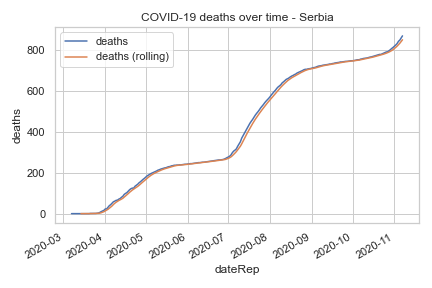 COVID-19 deaths over time - Serbia
deaths
deaths (rolling)
800
600
400
200
0
deaths
2020-03
2020-04
2020-05
2020-06
2020-07
2020-08
2020-09
2020-10
2020-11
dateRep